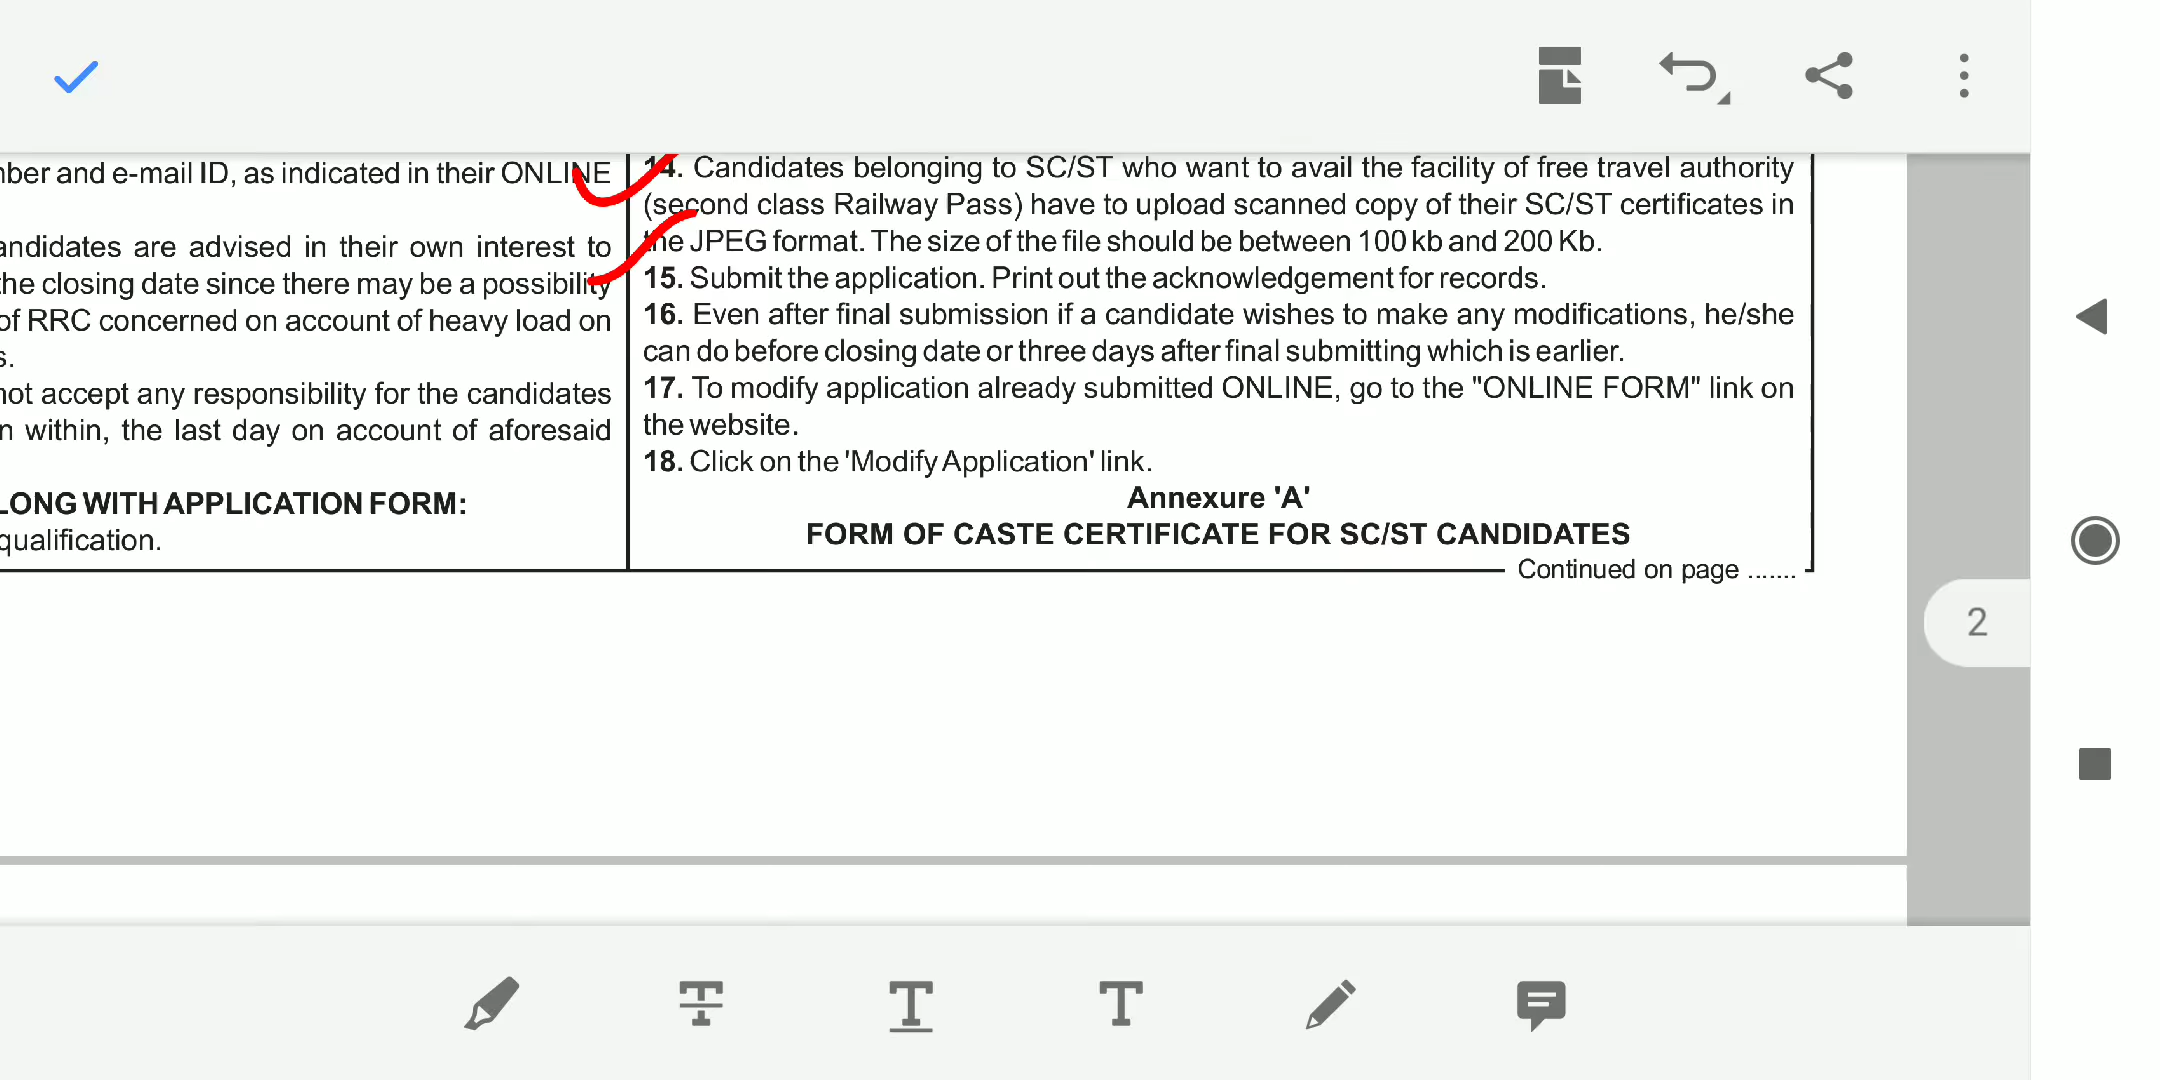 ber and e-mail ID, as indicated in their ONLINE
andidates are advised in their own interest to
the closing date since there may be a possibility
of RRC concerned on account of heavy load on
s.
not accept any responsibility for the candidates
n within, the last day on account of aforesaid
LONG WITH APPLICATION FORM:
qualification.
14. Candidates belonging to SC/ST who want to avail the facility of free travel authority
(second class Railway Pass) have to upload scanned copy of their SC/ST certificates in
the JPEG format. The size of the file should be between 100 kb and 200 Kb.
15. Submit the application. Print out the acknowledgement for records.
16. Even after final submission if a candidate wishes to make any modifications, he/she
can do before closing date or three days after final submitting which is earlier.
17. To modify application already submitted ONLINE, go to the "ONLINE FORM" link on
the website.
18. Click on the 'Modify Application' link.
Annexure 'A'
FORM OF CASTE CERTIFICATE FOR SC/ST CANDIDATES
Continued on page .......
2